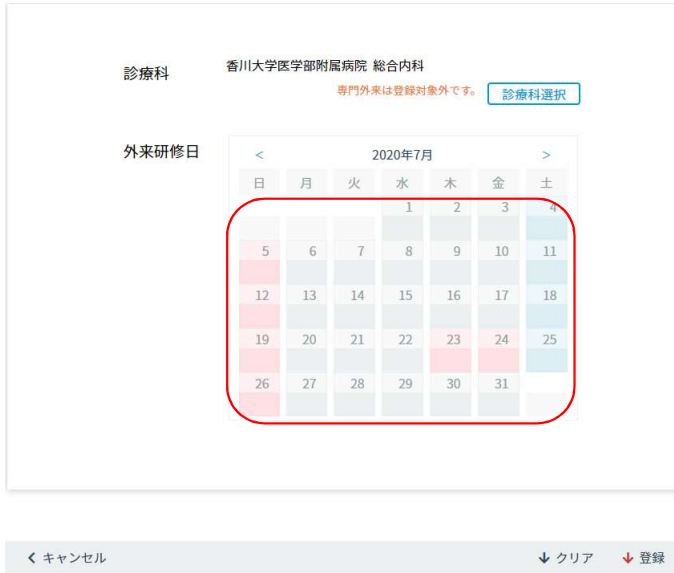 診療科
香川大学医学部附属病院 総合内科
専門外来は登録対象外です。 診療科選択
外来研修日
< 2020年7月 >
日 月 火 水 木 金 土
1 2 3 4
5 6 7 8 9 10 11
12 13 14 15 16 17 18
19 20 21 22 23 24 25
26 27 28 29 30 31
キャンセル クリア 登録